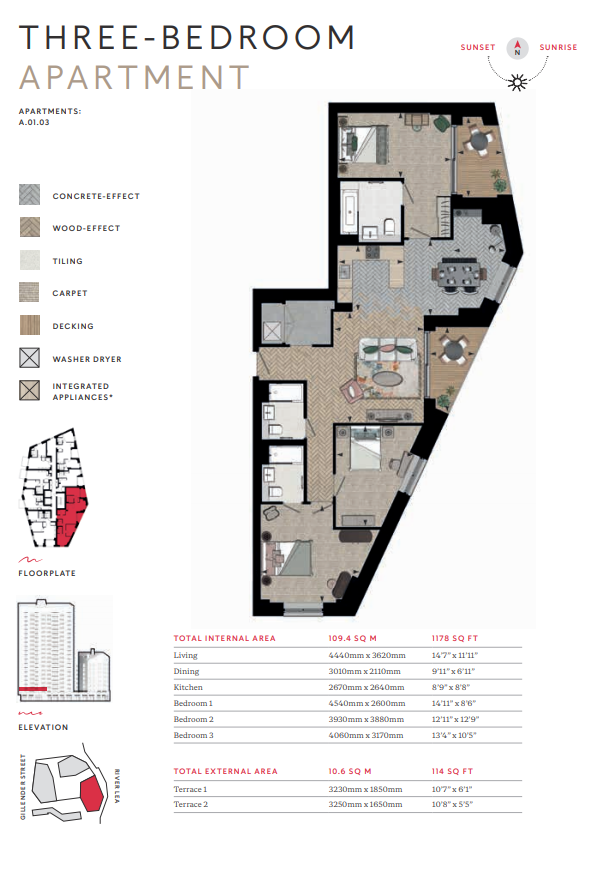 THREE-BEDROOM
APARTMENT
SUNSET N SUNRISE
APARTMENTS:
A.01.03
CONCRETE-EFFECT
WOOD-EFFECT
TILING
CARPET
DECKING
WASHER DRYER
INTEGRATED
APPLIANCES*
FLOORPLATE
ELEVATION
GILLENDER STREET
RIVER LEA
TOTAL INTERNAL AREA 109.4 SQ M 1178 SQ FT
Living 4440mm x 3620mm 14'7" x 11'11"
Dining 3010mm x 2110mm 9'11" x 6'11"
Kitchen 2670mm x 2640mm 8'9" x 8'8"
Bedroom 1 4540mm x 2600mm 14'11" x 8'6"
Bedroom 2 3930mm x 3880mm 12'11" x 12'9"
Bedroom 3 4060mm x 3170mm 13'4" x 10'5"
TOTAL EXTERNAL AREA 10.6 SQ M 114 SQ FT
Terrace 1 3230mm x 1850mm 10'7" x 6'1"
Terrace 2 3250mm x 1650mm 10'8" x 5'5"